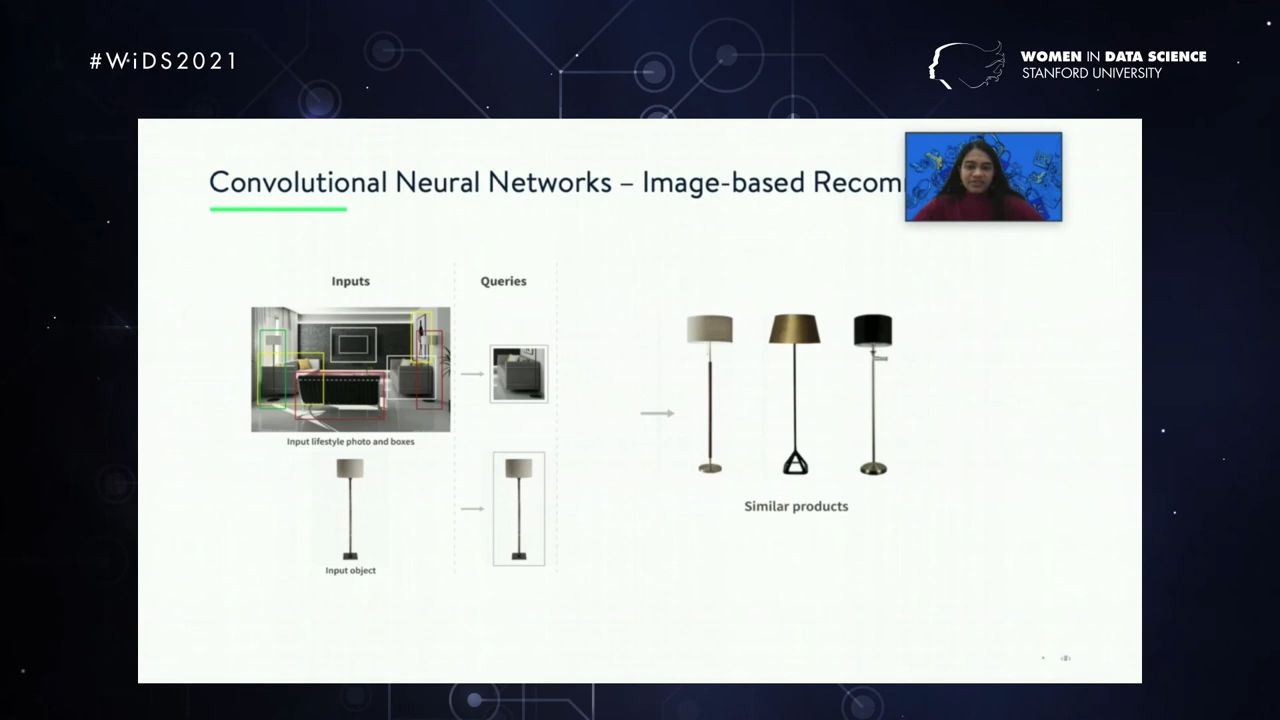 #WiDS2021
WOMEN IN DATA SCIENCE
STANFORD UNIVERSITY
Convolutional Neural Networks – Image-based Recom
Inputs
Queries
Input lifestyle photo and boxes
Similar products
Input object